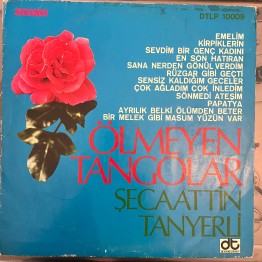 STEREO
DTLP 10009
EMELİM
KİRPİKLERİN
SEVDİM BİR GENÇ KADINI
EN SON HATIRAN
SANA NERDEN GÖNÜL VERDİM
RÜZGAR GİBİ GEÇTİ
SENSİZ KALDIĞIM GECELER
ÇOK AĞLADIM ÇOK İNLEDİM
SÖNMEDİ ATEŞİM
PAPATYA
AYRILIK BELKİ ÖLÜMDEN BETER
BİR MELEK GİBİ MASUM YÜZÜN VAR
ÖLMEYEN
TANGOLAR
ŞECAATTİN
TANYERLİ
dt